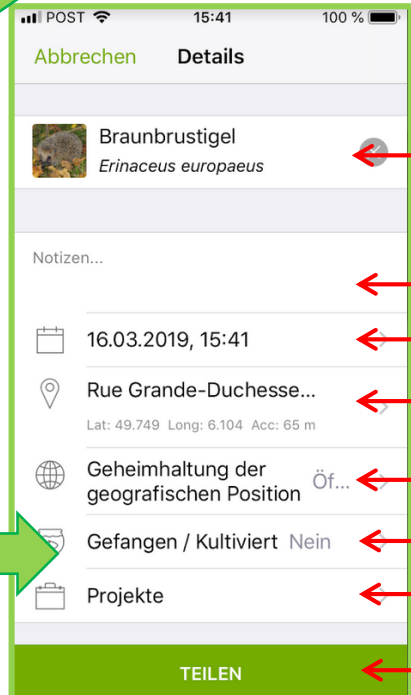 POST 15:41 100 %
Abbrechen Details
Braunbrustigel
Erinaceus europaeus
Notizen...
16.03.2019, 15:41
Rue Grande-Duchesse...
Lat: 49.749 Long: 6.104 Acc: 65 m
Geheimhaltung der
geografischen Position Öf...
Gefangen / Kultiviert Nein
Projekte
TEILEN